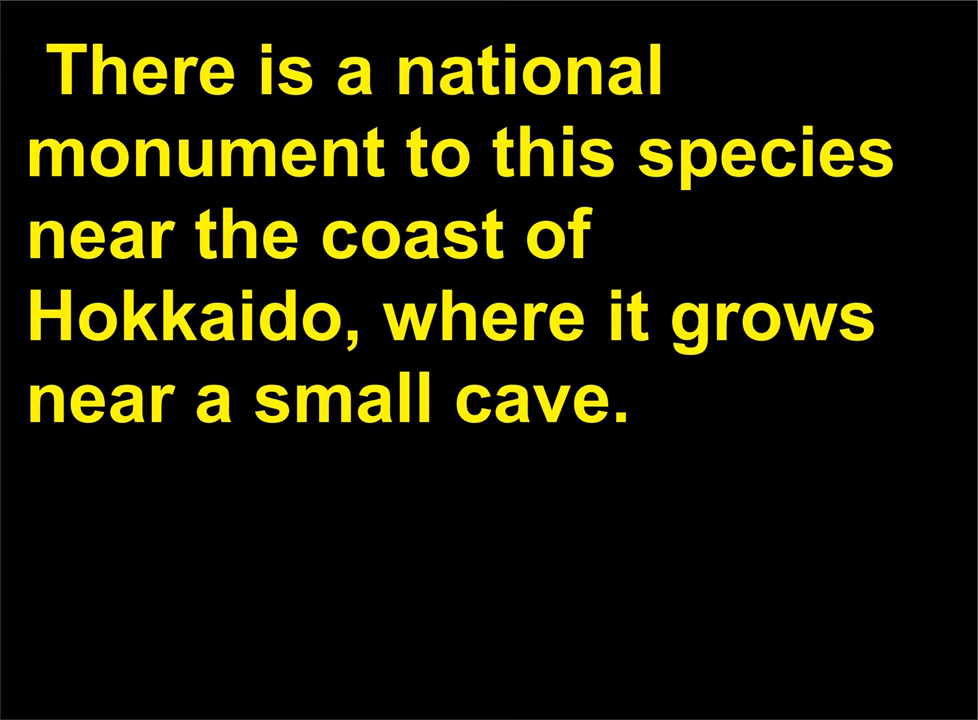 There is a national
monument to this species
near the coast of
Hokkaido, where it grows
near a small cave.